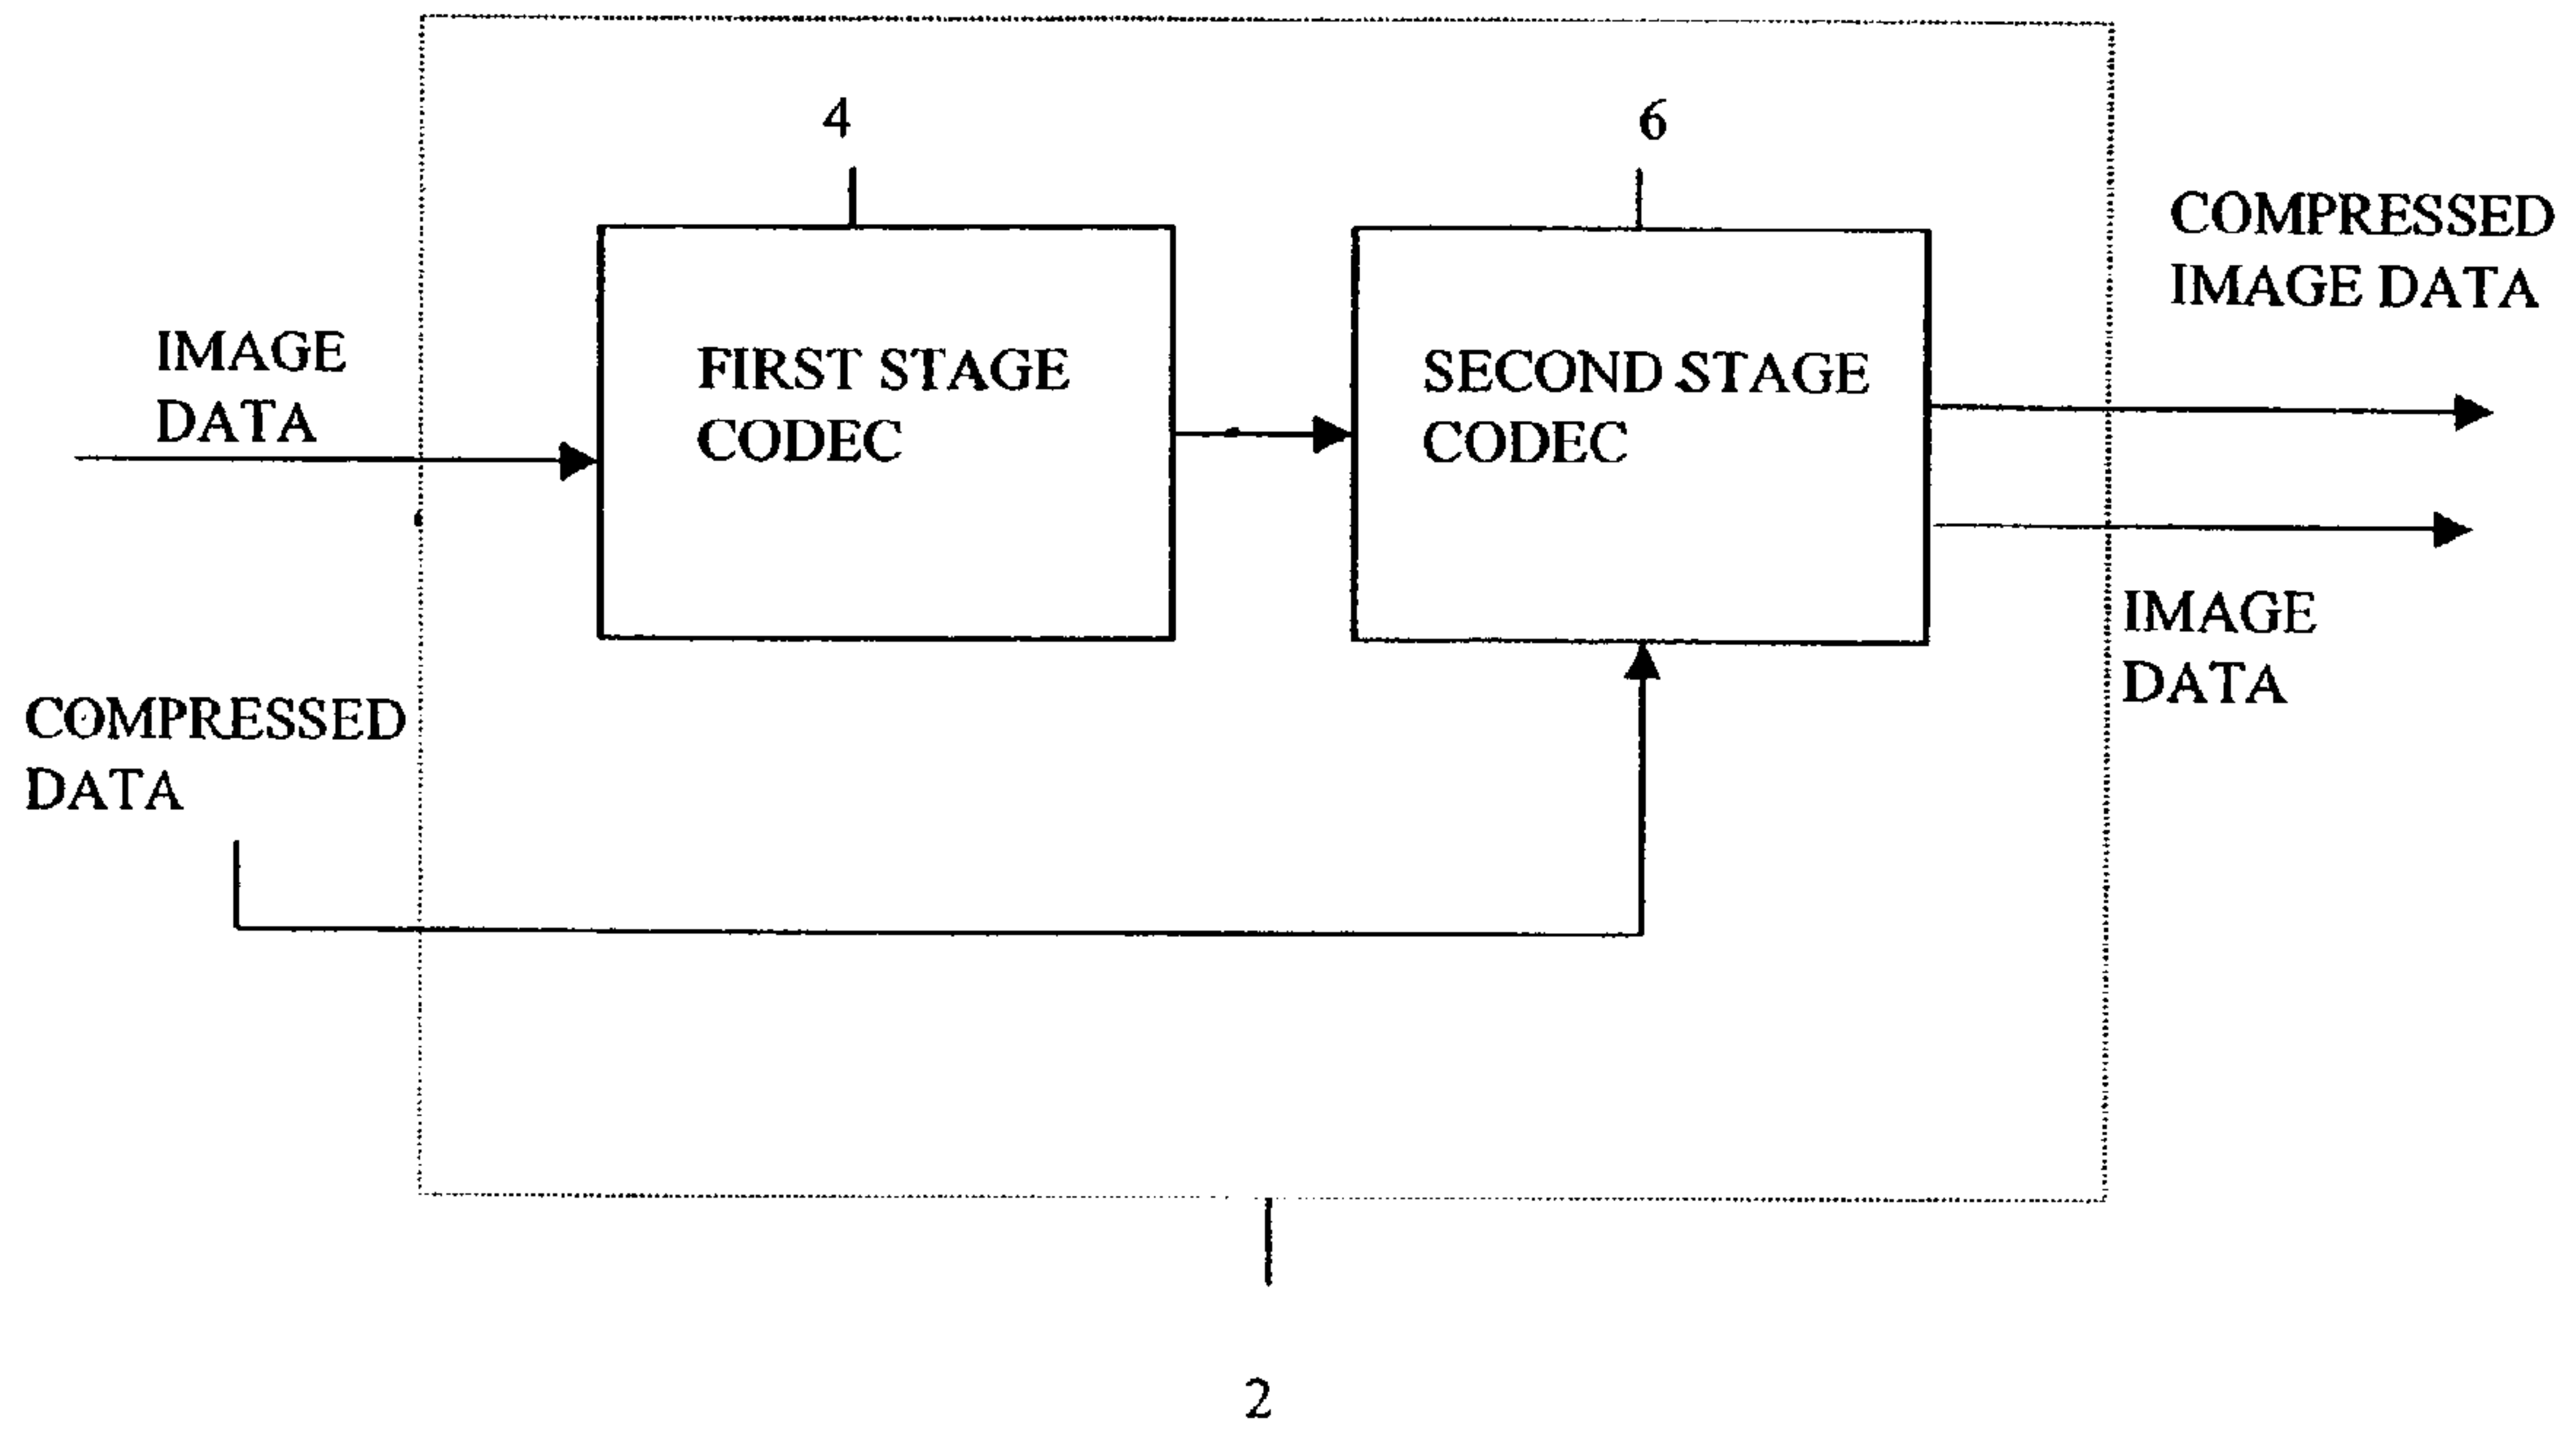 4
6
COMPRESSED
IMAGE DATA
IMAGE
DATA
FIRST STAGE
CODEC
SECOND STAGE
CODEC
IMAGE
DATA
COMPRESSED
DATA
2